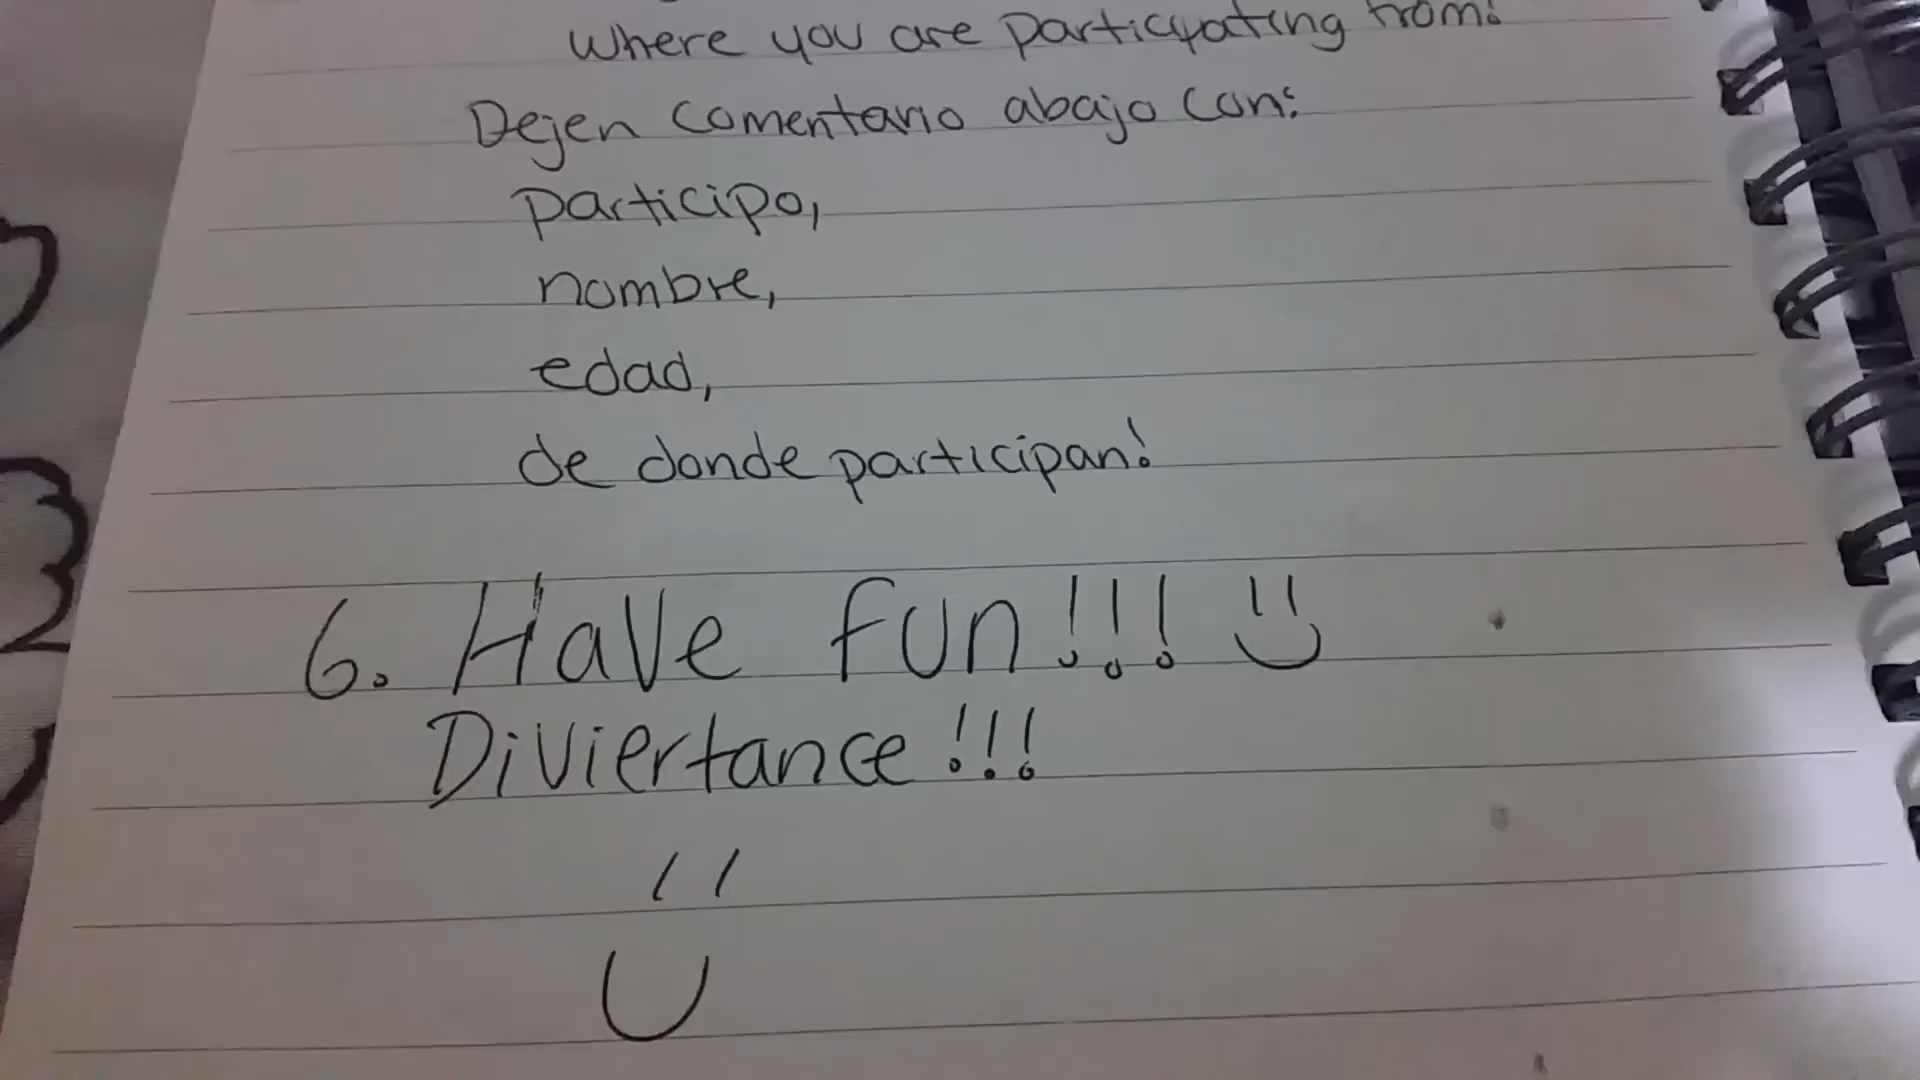 where you are participating from!
Dejen comentario abajo con:
participo,
nombre,
edad,
de donde participan!
6. Have fun!!!
Diviertance!!!